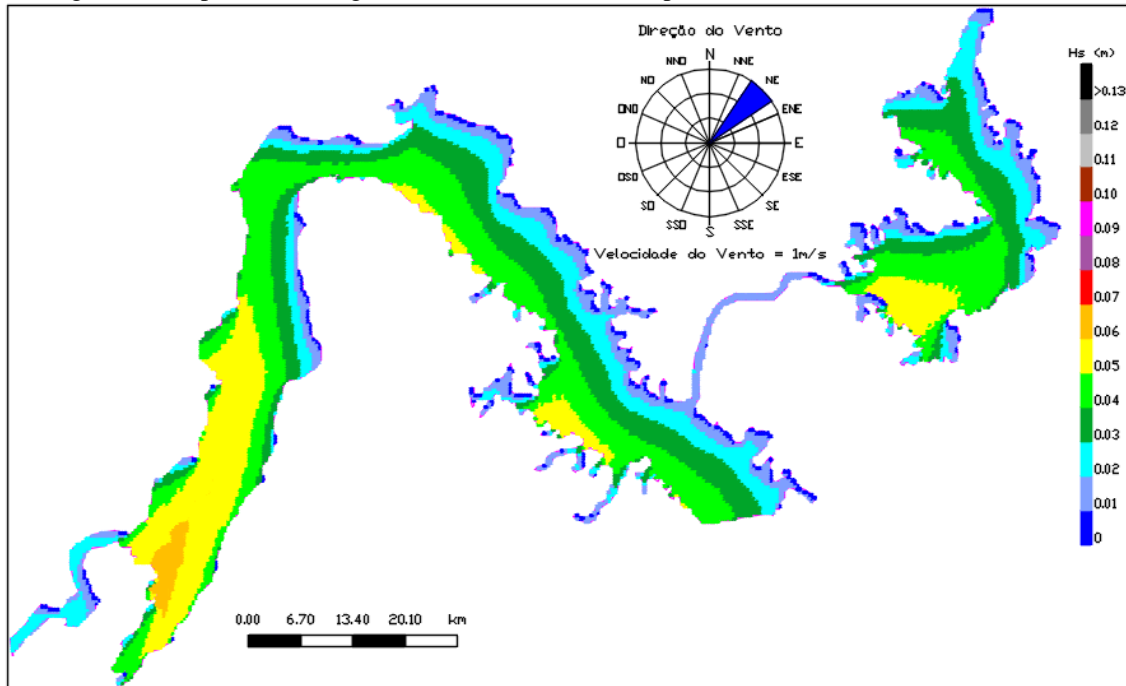 Direção do Vento
N
NNO
NNE
NO
NE
ONO
ENE
O
E
OSO
ESE
SO
SE
SSO
SSE
S
Velocidade do Vento = 1m/s
Hs (m)
>0.13
0.12
0.11
0.10
0.09
0.08
0.07
0.06
0.05
0.04
0.03
0.02
0.01
0
0.00 6.70 13.40 20.10 km